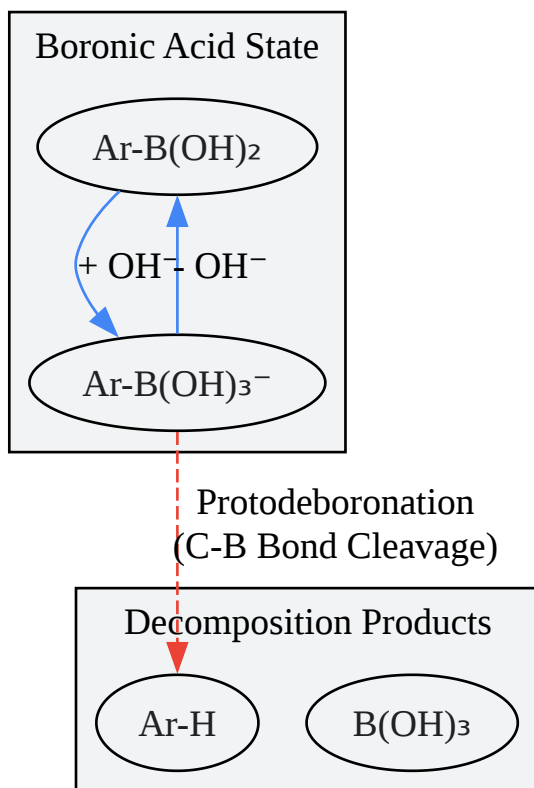 Boronic Acid State
Ar-B(OH)₂
+ OH⁻
- OH⁻
Ar-B(OH)₃⁻
Protodeboronation
(C-B Bond Cleavage)
Decomposition Products
Ar-H
B(OH)₃